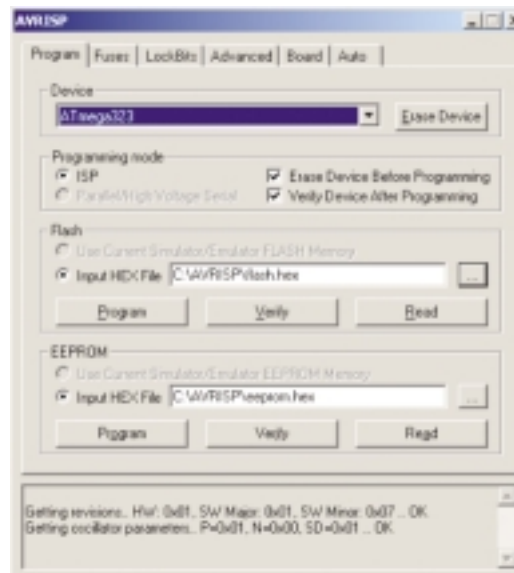 AVRISP
Program Fuses LockBits Advanced Board Auto
Device
ATmega323
Erase Device
Programming mode
ISP
Erase Device Before Programming
Parallel/High Voltage Serial
Verify Device After Programming
Flash
Use Current Simulator/Emulator FLASH Memory
Input HEX File C:\AVRISP\flash.hex ...
Program Verify Read
EEPROM
Use Current Simulator/Emulator EEPROM Memory
Input HEX File C:\AVRISP\eeprom.hex ...
Program Verify Read
Getting revisions.. HW: 0x01, SW Major: 0x01, SW Minor: 0x07 .. OK
Getting oscillator parameters.. P=0x01, N=0x00, SD=0x01 .. OK